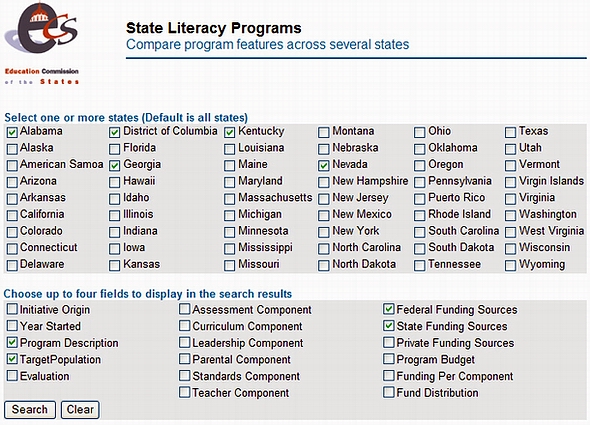 ecs
Education Commission
of the States
State Literacy Programs
Compare program features across several states
Select one or more states (Default is all states)
Alabama District of Columbia Kentucky Montana Ohio Texas
Alaska Florida Louisiana Nebraska Oklahoma Utah
American Samoa Georgia Maine Nevada Oregon Vermont
Arizona Hawaii Maryland New Hampshire Pennsylvania Virgin Islands
Arkansas Idaho Massachusetts New Jersey Puerto Rico Virginia
California Illinois Michigan New Mexico Rhode Island Washington
Colorado Indiana Minnesota New York South Carolina West Virginia
Connecticut Iowa Mississippi North Carolina South Dakota Wisconsin
Delaware Kansas Missouri North Dakota Tennessee Wyoming
Choose up to four fields to display in the search results
Initiative Origin Assessment Component Federal Funding Sources
Year Started Curriculum Component State Funding Sources
Program Description Leadership Component Private Funding Sources
TargetPopulation Parental Component Program Budget
Evaluation Standards Component Funding Per Component
Teacher Component Fund Distribution
Search Clear